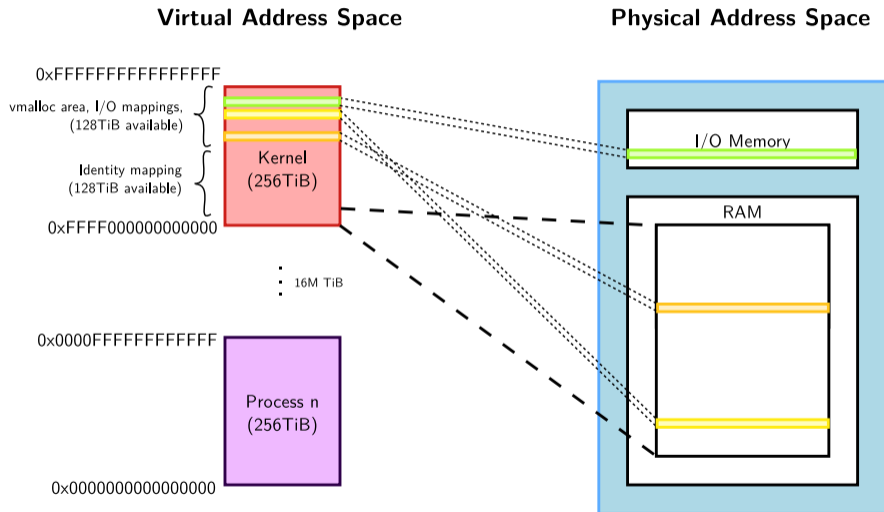 Virtual Address Space
Physical Address Space
0xFFFFFFFFFFFFFFFF
vmalloc area, I/O mappings,
(128TiB available)
Identity mapping
(128TiB available)
Kernel
(256TiB)
0xFFFF000000000000
I/O Memory
RAM
16M TiB
0x0000FFFFFFFFFFFF
Process n
(256TiB)
0x0000000000000000